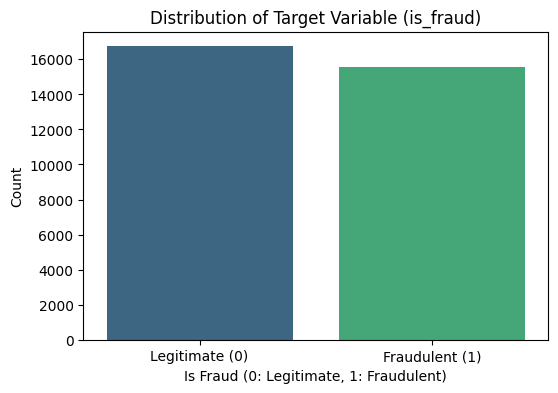 Distribution of Target Variable (is_fraud)
16000
14000
12000
10000
8000
6000
4000
2000
0
Count
Legitimate (0) Fraudulent (1)
Is Fraud (0: Legitimate, 1: Fraudulent)